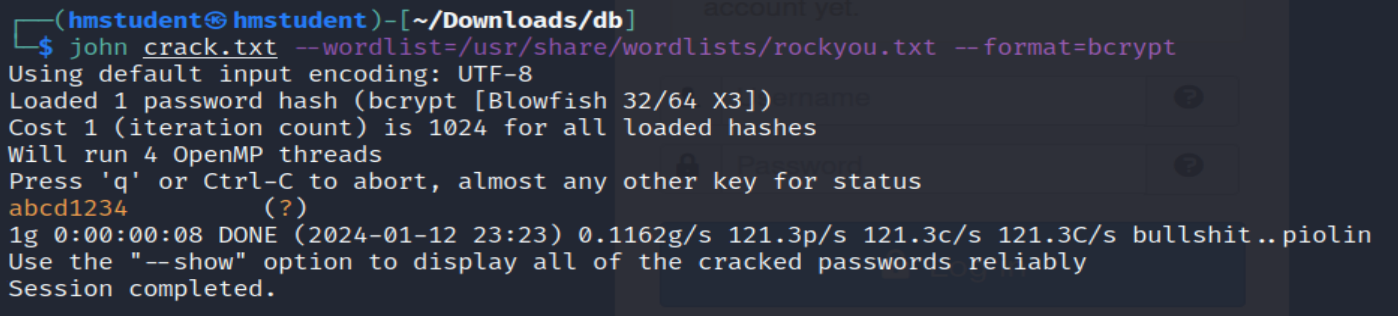 account yet.
┌──(hmstudent㉿hmstudent)-[~/Downloads/db]
└─$ john crack.txt --wordlist=/usr/share/wordlists/rockyou.txt --format=bcrypt
Using default input encoding: UTF-8
Loaded 1 password hash (bcrypt [Blowfish 32/64 X3])
Cost 1 (iteration count) is 1024 for all loaded hashes
Will run 4 OpenMP threads
Password
Press 'q' or Ctrl-C to abort, almost any other key for status
abcd1234 (?)
1g 0:00:00:08 DONE (2024-01-12 23:23) 0.1162g/s 121.3p/s 121.3c/s 121.3C/s bullshit..piolin
Use the "--show" option to display all of the cracked passwords reliably
Session completed.